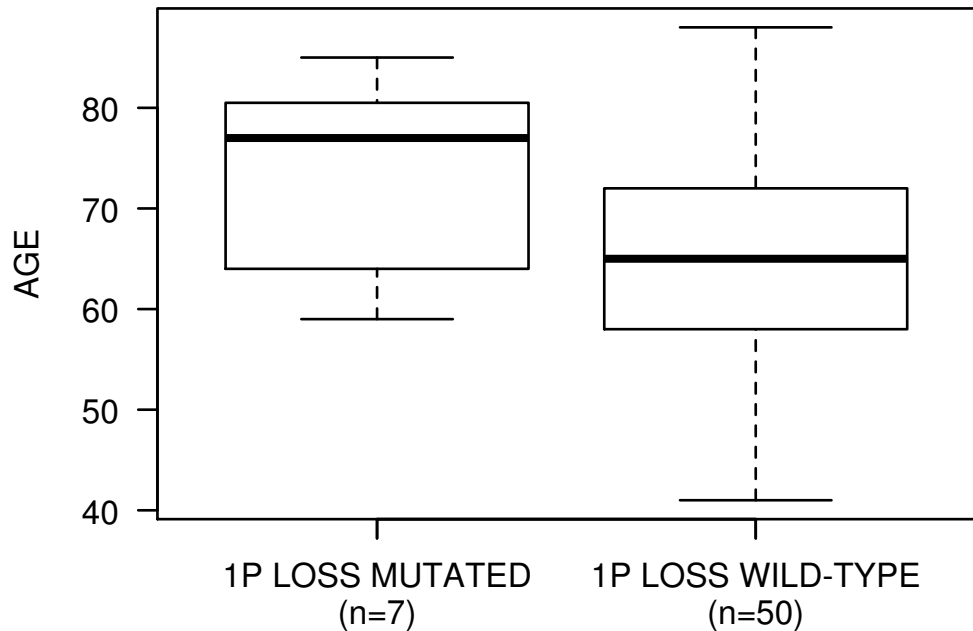 AGE
80
70
60
50
40
1P LOSS MUTATED
(n=7)
1P LOSS WILD-TYPE
(n=50)